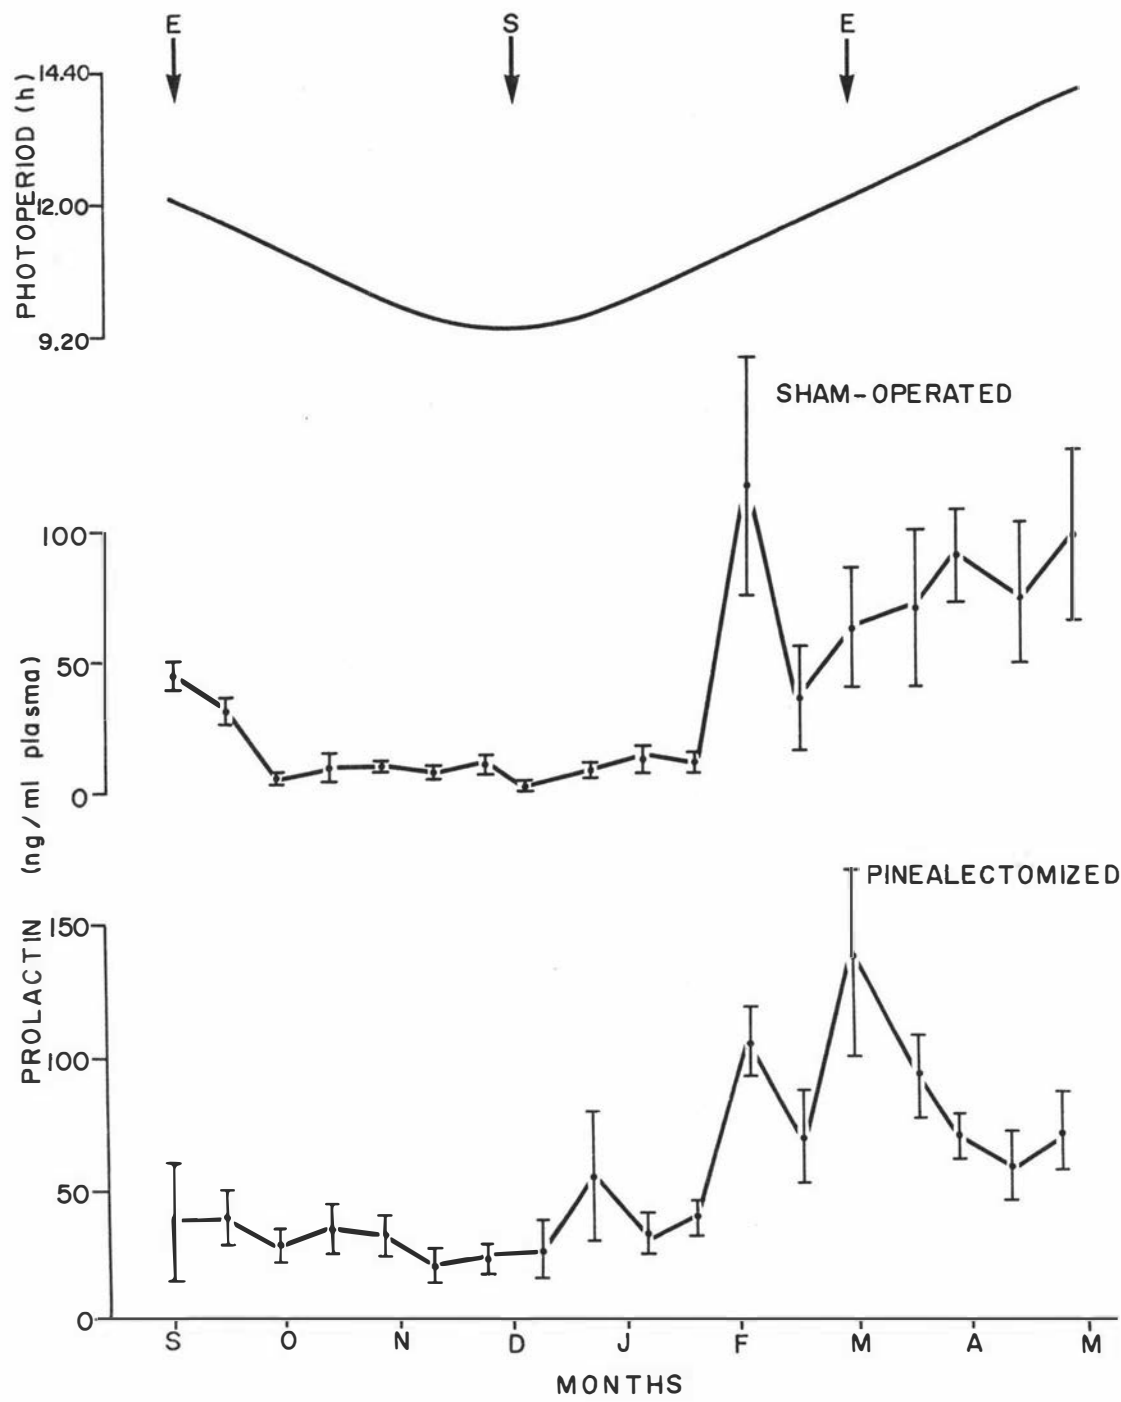 E S E
PHOTOPERIOD (h)
14.40
12.00
9.20
SHAM-OPERATED
100
50
0
PROLACTIN (ng/ml plasma)
PINEALECTOMIZED
150
100
50
0
S O N D J F M A M
MONTHS